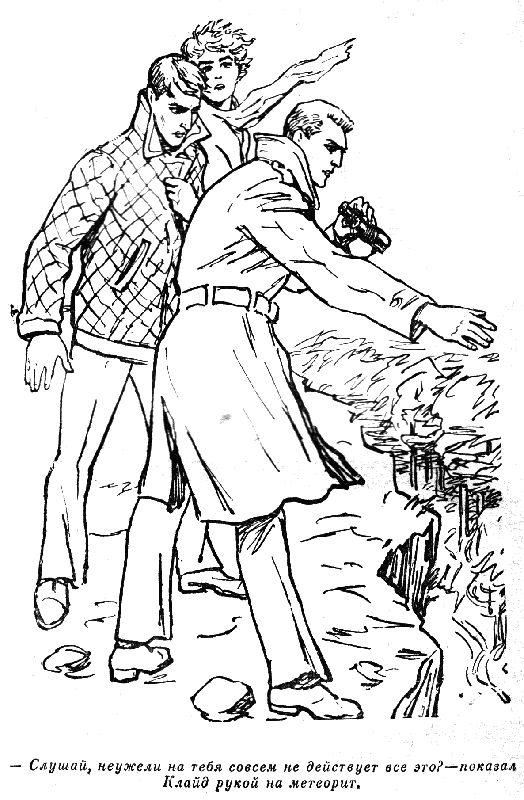 — Слушай, неужели на тебя совсем не действует все это?—показал
Клайд рукой на метеорит.